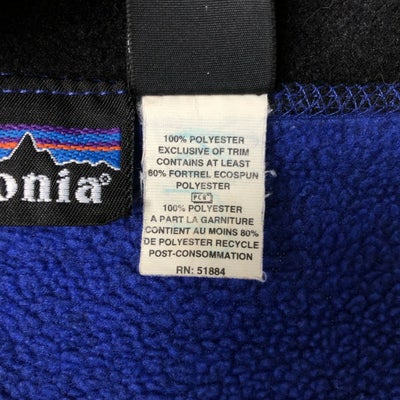 onia®
100% POLYESTER
EXCLUSIVE OF TRIM
CONTAINS AT LEAST
80% FORTREL ECOSPUN
POLYESTER
PCR
100% POLYESTER
A PART LA GARNITURE
CONTIENT AU MOINS 80%
DE POLYESTER RECYCLE
POST-CONSOMMATION
RN: 51884